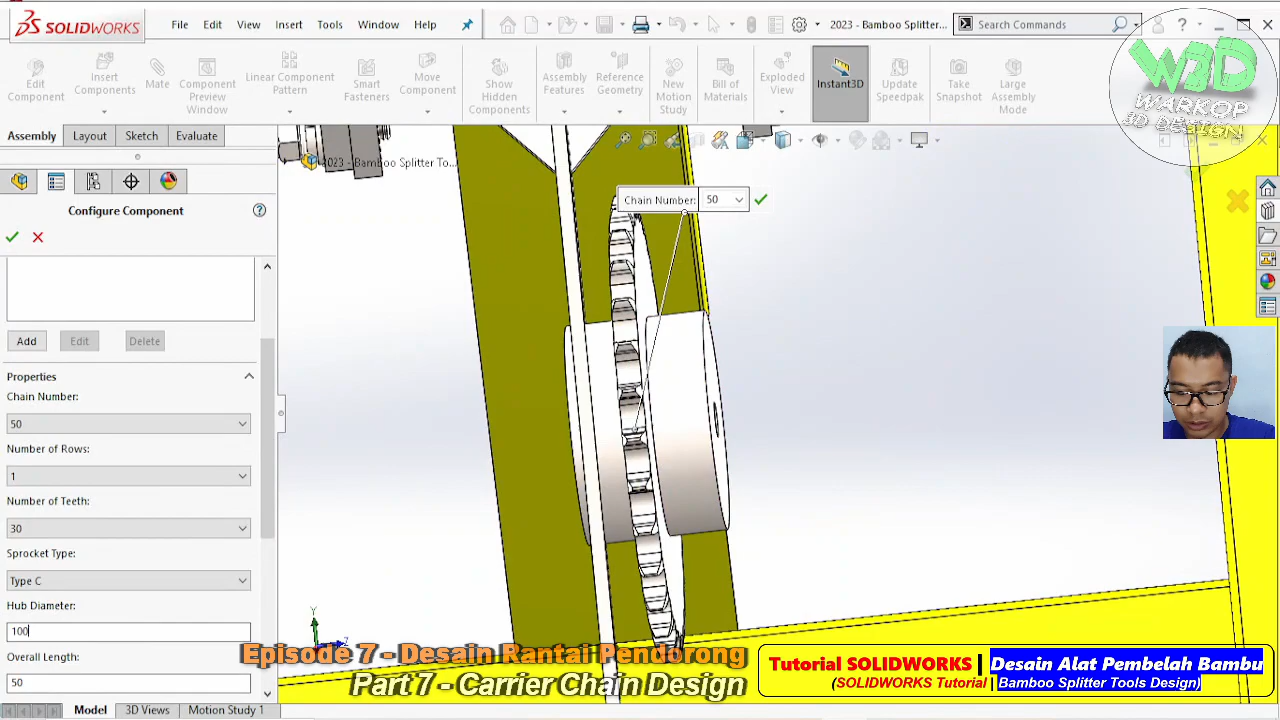 SOLIDWORKS
File Edit View Insert Tools Window Help
2023 - Bamboo Splitter...
Search Commands
Edit Component
Insert Components
Mate
Component Preview Window
Linear Component Pattern
Smart Fasteners
Move Component
Show Hidden Components
Assembly Features
Reference Geometry
New Motion Study
Bill of Materials
Exploded View
Instant3D
Update Speedpak
Take Snapshot
Large Assembly Mode
W3D
WARTOP
3D DESIGN
Assembly Layout Sketch Evaluate
2023 - Bamboo Splitter To...
Configure Component
Chain Number: 50
Add Edit Delete
Properties
Chain Number:
50
Number of Rows:
1
Number of Teeth:
30
Sprocket Type:
Type C
Hub Diameter:
100
Overall Length:
50
Y
Z
Episode 7 - Desain Rantai Pendorong
Part 7 - Carrier Chain Design
Tutorial SOLIDWORKS | Desain Alat Pembelah Bambu
(SOLIDWORKS Tutorial | Bamboo Splitter Tools Design)
Model 3D Views Motion Study 1